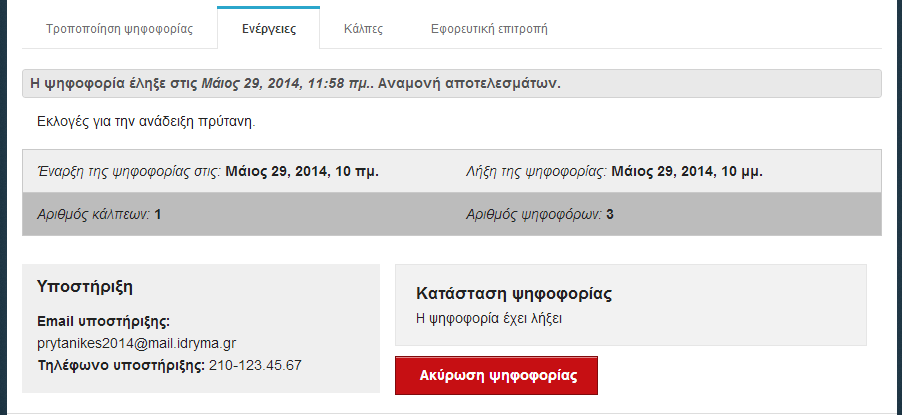 Τροποποίηση ψηφοφορίας Ενέργειες Κάλπες Εφορευτική επιτροπή
Η ψηφοφορία έληξε στις Μάιος 29, 2014, 11:58 πμ.. Αναμονή αποτελεσμάτων.
Εκλογές για την ανάδειξη πρύτανη.
Έναρξη της ψηφοφορίας στις: Μάιος 29, 2014, 10 πμ. Λήξη της ψηφοφορίας: Μάιος 29, 2014, 10 μμ.
Αριθμός κάλπεων: 1 Αριθμός ψηφοφόρων: 3
Υποστήριξη
Email υποστήριξης:
prytanikes2014@mail.idryma.gr
Τηλέφωνο υποστήριξης: 210-123.45.67
Κατάσταση ψηφοφορίας
Η ψηφοφορία έχει λήξει
Ακύρωση ψηφοφορίας